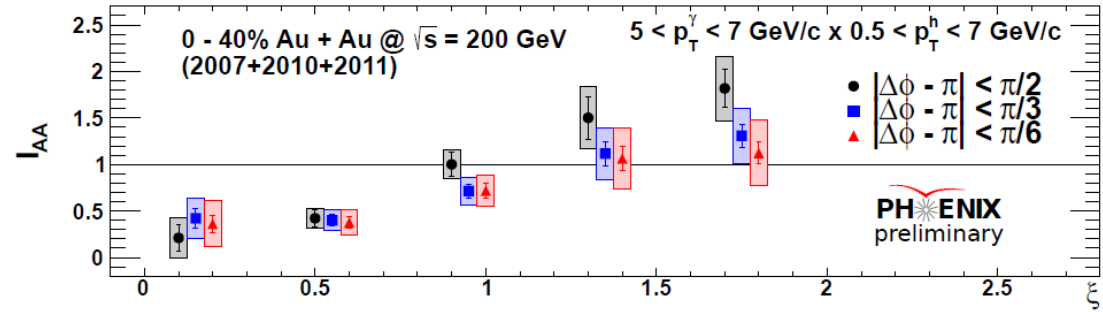 0 - 40% Au + Au @ √s = 200 GeV
(2007+2010+2011)
5 < p_T^γ < 7 GeV/c x 0.5 < p_T^h < 7 GeV/c
|Δϕ - π| < π/2
|Δϕ - π| < π/3
|Δϕ - π| < π/6
PHENIX
preliminary
I_AA
2.5
2
1.5
1
0.5
0
0 0.5 1 1.5 2 2.5 ξ